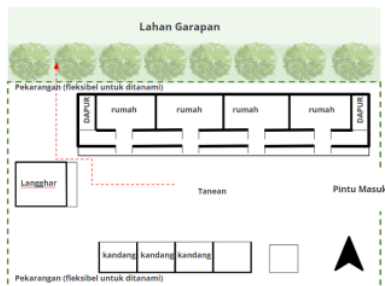 Lahan Garapan
Pekarangan (fleksibel untuk ditanami)
DAPUR
rumah
rumah
rumah
rumah
DAPUR
Langghar
Tanean
Pintu Masuk
kandang
kandang
kandang
Pekarangan (fleksibel untuk ditanami)